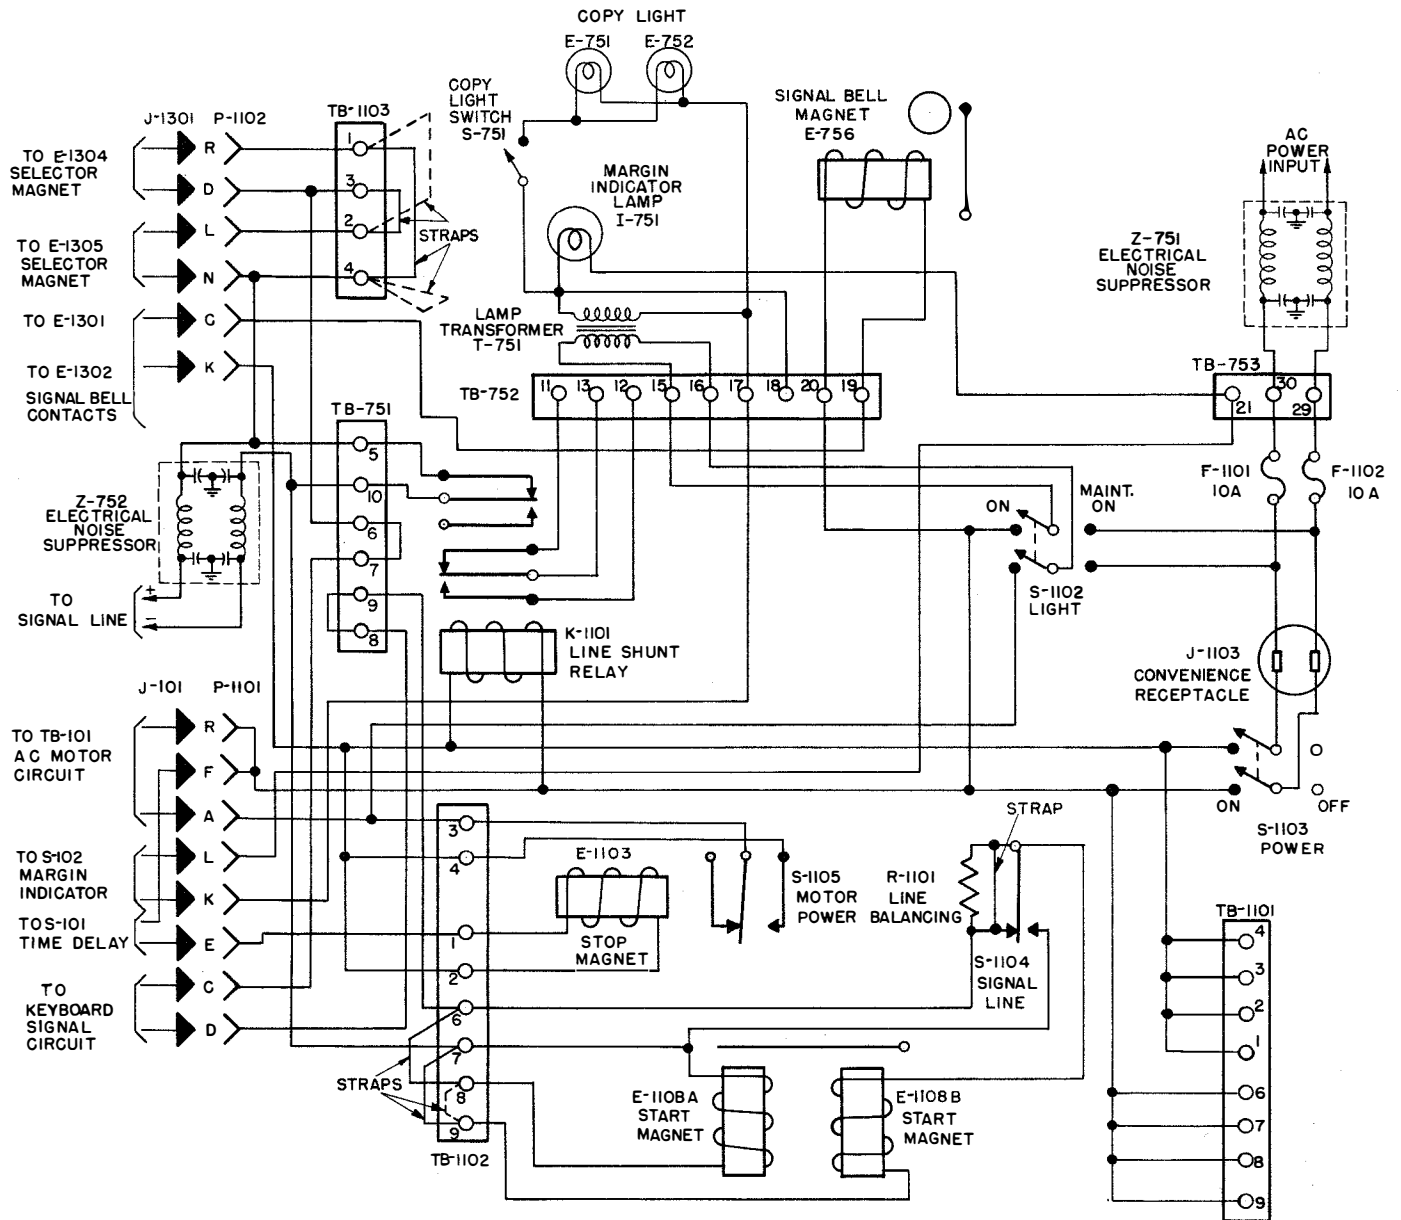 COPY LIGHT
E-751 E-752
COPY
LIGHT
SWITCH
S-751
SIGNAL BELL
MAGNET
E-756
AC
POWER
INPUT
J-1301 P-1102 TB-1103
TO E-1304
SELECTOR
MAGNET
R
D
1
3
2
4
STRAPS
TO E-1305
SELECTOR
MAGNET
L
N
TO E-1301
G
TO E-1302
K
SIGNAL BELL
CONTACTS
MARGIN
INDICATOR
LAMP
I-751
LAMP
TRANSFORMER
T-751
Z-751
ELECTRICAL
NOISE
SUPPRESSOR
TB-752
11 13 12 15 16 17 18 20 19
TB-753
21 30 29
F-1101
10A
F-1102
10 A
TB-751
5
10
6
7
9
8
Z-752
ELECTRICAL
NOISE
SUPPRESSOR
TO
SIGNAL LINE
+
−
ON
MAINT.
ON
S-1102
LIGHT
K-1101
LINE SHUNT
RELAY
J-1103
CONVENIENCE
RECEPTACLE
J-101 P-1101
TO TB-101
AC MOTOR
CIRCUIT
R
F
A
TO S-102
MARGIN
INDICATOR
L
K
TO S-101
TIME DELAY
E
TO
KEYBOARD
SIGNAL
CIRCUIT
G
D
ON OFF
S-1103
POWER
3
4
1
2
6
7
8
9
STRAPS
TB-1102
E-1103
STOP
MAGNET
S-1105
MOTOR
POWER
R-1101
LINE
BALANCING
STRAP
S-1104
SIGNAL
LINE
E-1108A
START
MAGNET
E-1108B
START
MAGNET
TB-1101
4
3
2
1
6
7
8
9